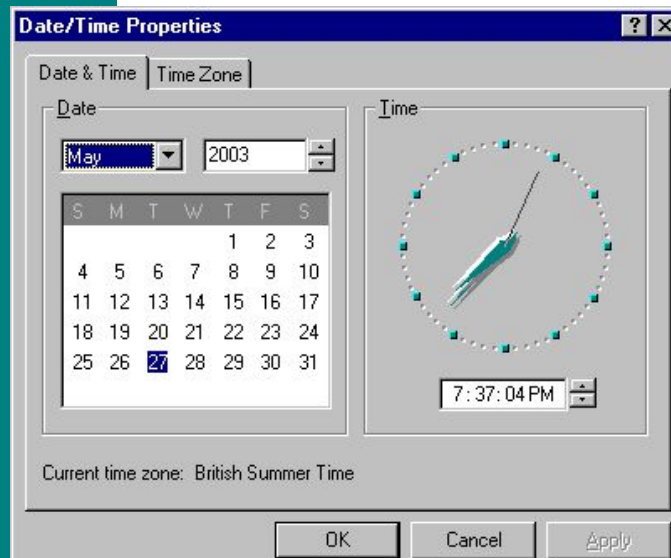 Date/Time Properties
Date & Time Time Zone
Date
May 2003
S M T W T F S
1 2 3
4 5 6 7 8 9 10
11 12 13 14 15 16 17
18 19 20 21 22 23 24
25 26 27 28 29 30 31
Time
7:37:04 PM
Current time zone: British Summer Time
OK Cancel Apply